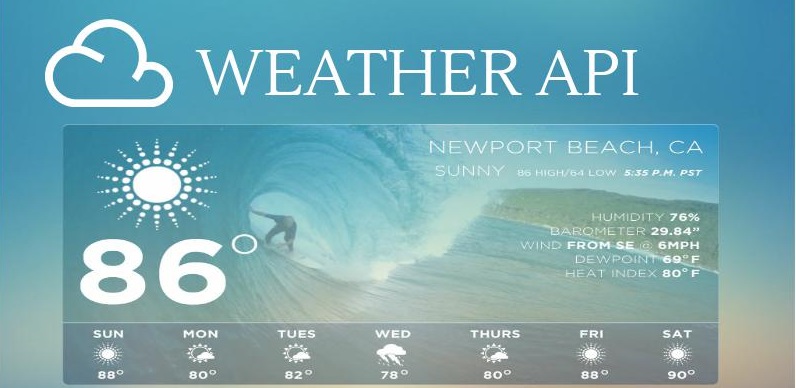 WEATHER API
NEWPORT BEACH, CA
SUNNY 86 HIGH/64 LOW 5:35 P.M. PST
86°
HUMIDITY 76%
BAROMETER 29.84"
WIND FROM SE @ 6MPH
DEWPOINT 69°F
HEAT INDEX 80°F
SUN MON TUES WED THURS FRI SAT
88° 80° 82° 78° 80° 88° 90°